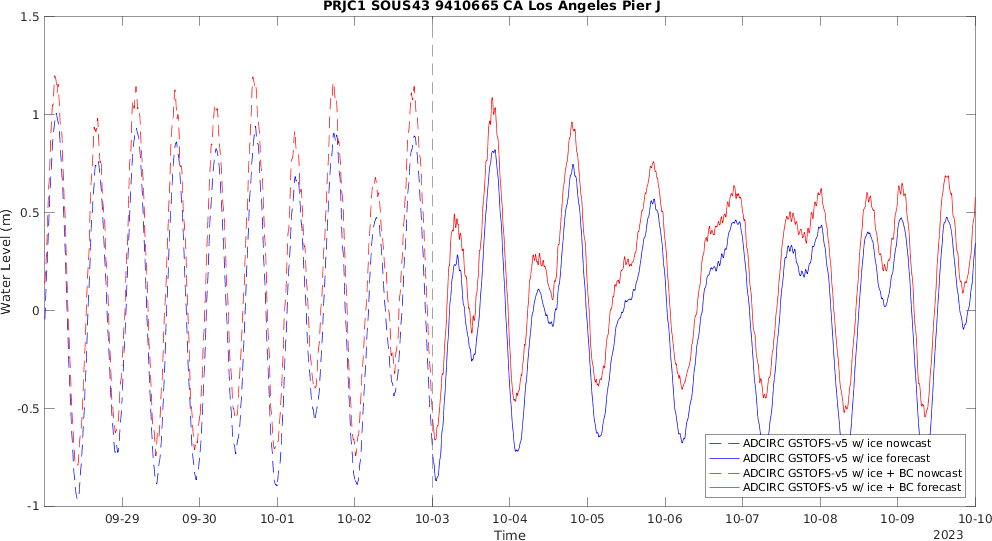 PRJC1 SOUS43 9410665 CA Los Angeles Pier J
1.5
1
0.5
0
-0.5
-1
Water Level (m)
09-29
09-30
10-01
10-02
10-03
10-04
10-05
10-06
10-07
10-08
10-09
10-10
Time
2023
ADCIRC GSTOFS-v5 w/ ice nowcast
ADCIRC GSTOFS-v5 w/ ice forecast
ADCIRC GSTOFS-v5 w/ ice + BC nowcast
ADCIRC GSTOFS-v5 w/ ice + BC forecast